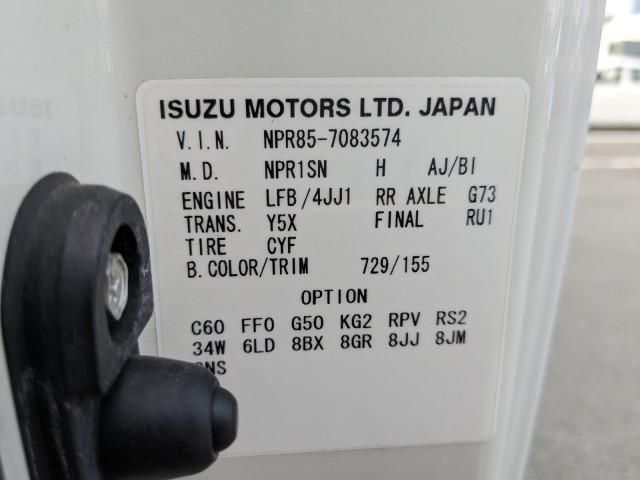 ISUZU MOTORS LTD. JAPAN
V.I.N. NPR85-7083574
M.D. NPR1SN H AJ/BI
ENGINE LFB/4JJ1 RR AXLE G73
TRANS. Y5X FINAL RU1
TIRE CYF
B.COLOR/TRIM 729/155
OPTION
C60 FF0 G50 KG2 RPV RS2
34W 6LD 8BX 8GR 8JJ 8JM